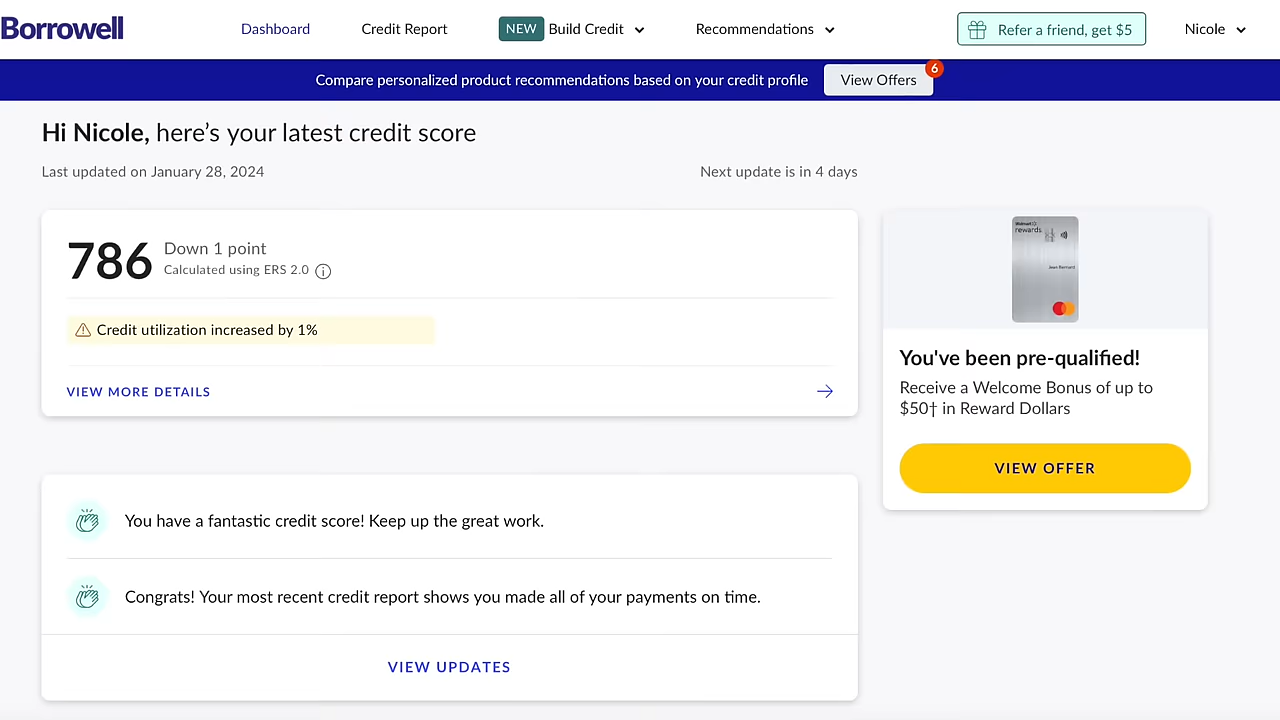 Borrowell
Dashboard
Credit Report
NEW Build Credit
Recommendations
Refer a friend, get $5
Nicole
Compare personalized product recommendations based on your credit profile
View Offers
6
Hi Nicole, here's your latest credit score
Last updated on January 28, 2024
Next update is in 4 days
786
Down 1 point
Calculated using ERS 2.0
Credit utilization increased by 1%
VIEW MORE DETAILS
Walmart
rewards
Jean Bernard
You've been pre-qualified!
Receive a Welcome Bonus of up to
$50† in Reward Dollars
VIEW OFFER
You have a fantastic credit score! Keep up the great work.
Congrats! Your most recent credit report shows you made all of your payments on time.
VIEW UPDATES